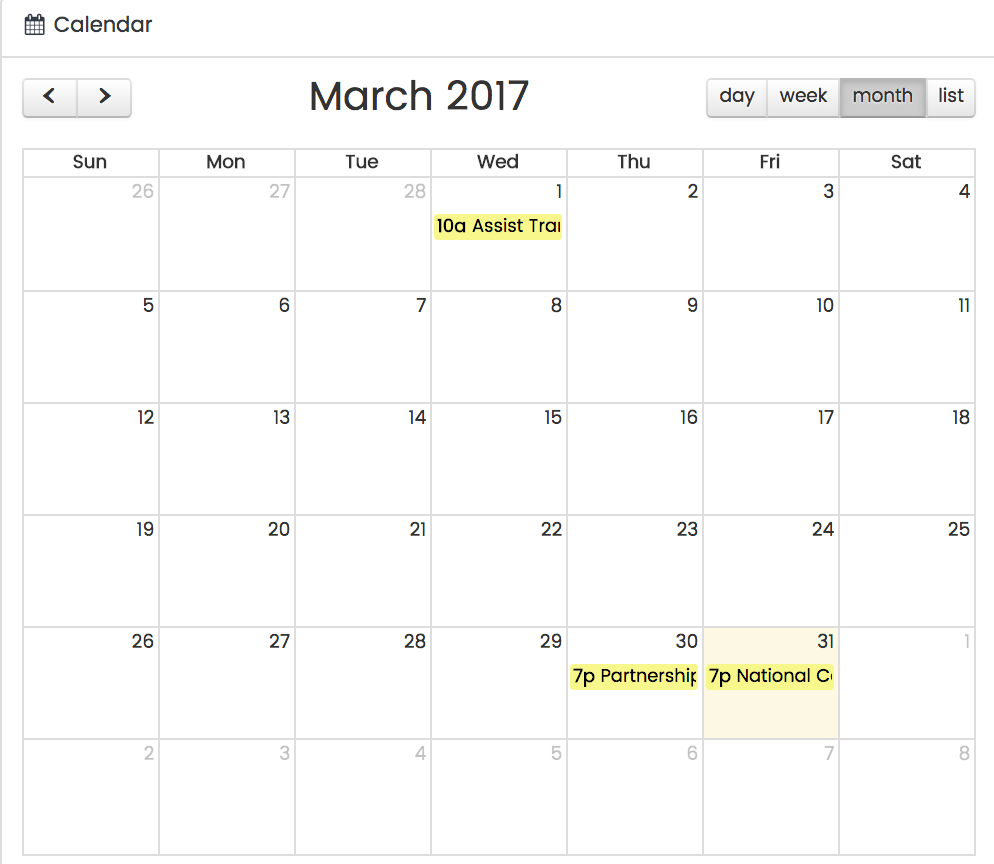 Calendar
March 2017
day week month list
Sun Mon Tue Wed Thu Fri Sat
26 27 28 1 2 3 4
10a Assist
5 6 7 8 9 10 11
12 13 14 15 16 17 18
19 20 21 22 23 24 25
26 27 28 29 30 31 1
7p Partnership 7p National
2 3 4 5 6 7 8